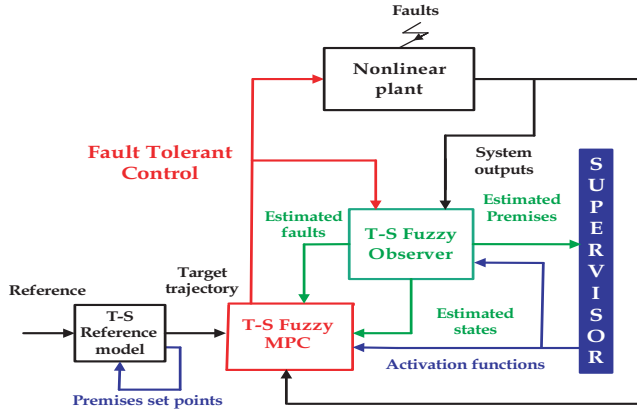 Faults
Nonlinear
plant
Fault Tolerant
Control
System
outputs
Estimated
Premises
Estimated
faults
T-S Fuzzy
Observer
SUPERVISOR
Target
trajectory
Reference
T-S
Reference
model
T-S Fuzzy
MPC
Estimated
states
Activation functions
Premises set points